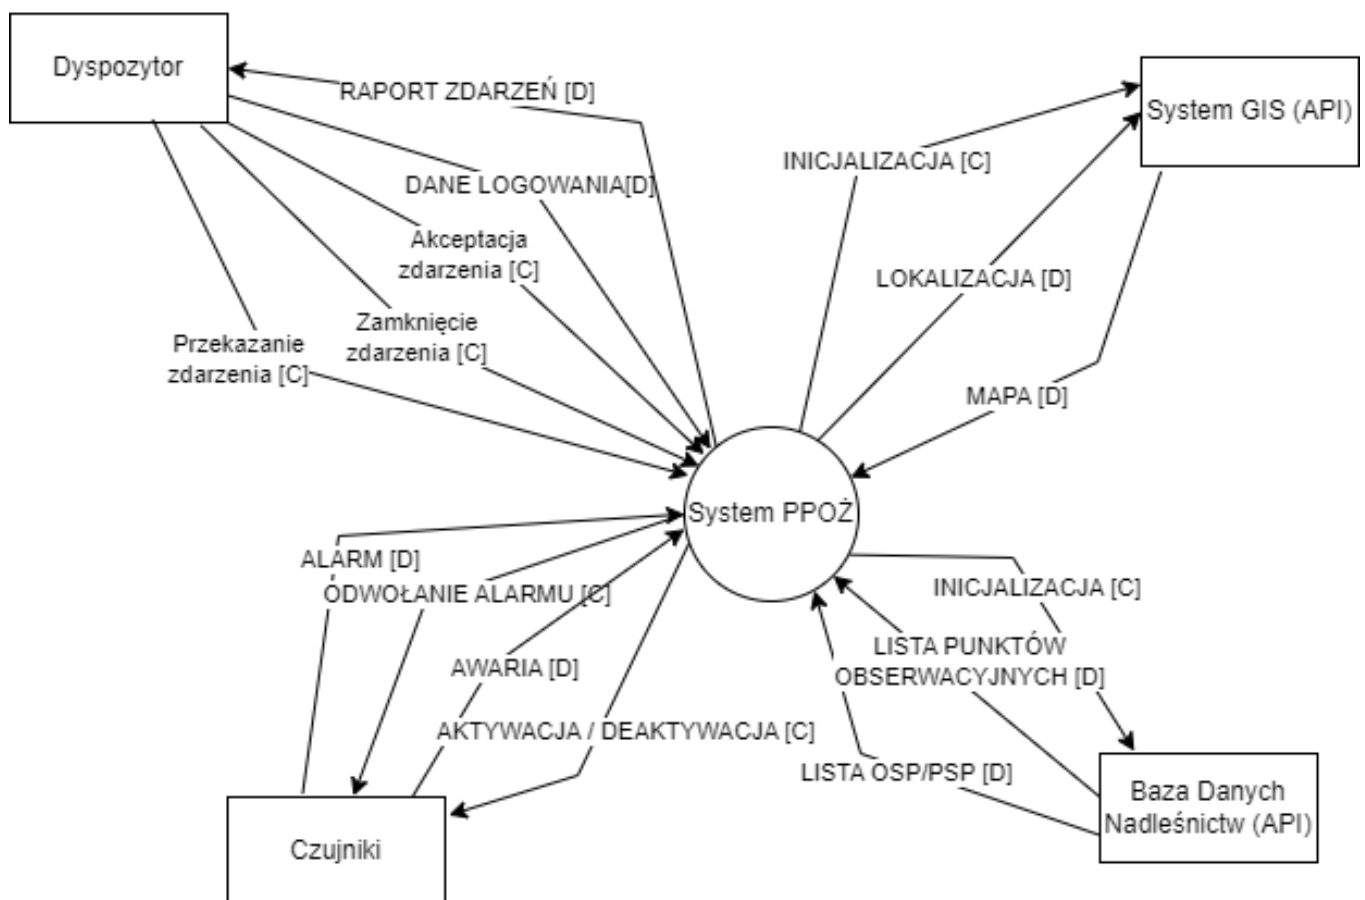 Dyspozytor
RAPORT ZDARZEŃ [D]
System GIS (API)
INICJALIZACJA [C]
DANE LOGOWANIA[D]
Akceptacja
zdarzenia [C]
LOKALIZACJA [D]
Zamknięcie
zdarzenia [C]
Przekazanie
zdarzenia [C]
MAPA [D]
System PPOŻ
ALARM [D]
ODWOŁANIE ALARMU [C]
INICJALIZACJA [C]
LISTA PUNKTÓW
OBSERWACYJNYCH [D]
AWARIA [D]
AKTYWACJA / DEAKTYWACJA [C]
LISTA OSP/PSP [D]
Baza Danych
Nadleśnictw (API)
Czujniki